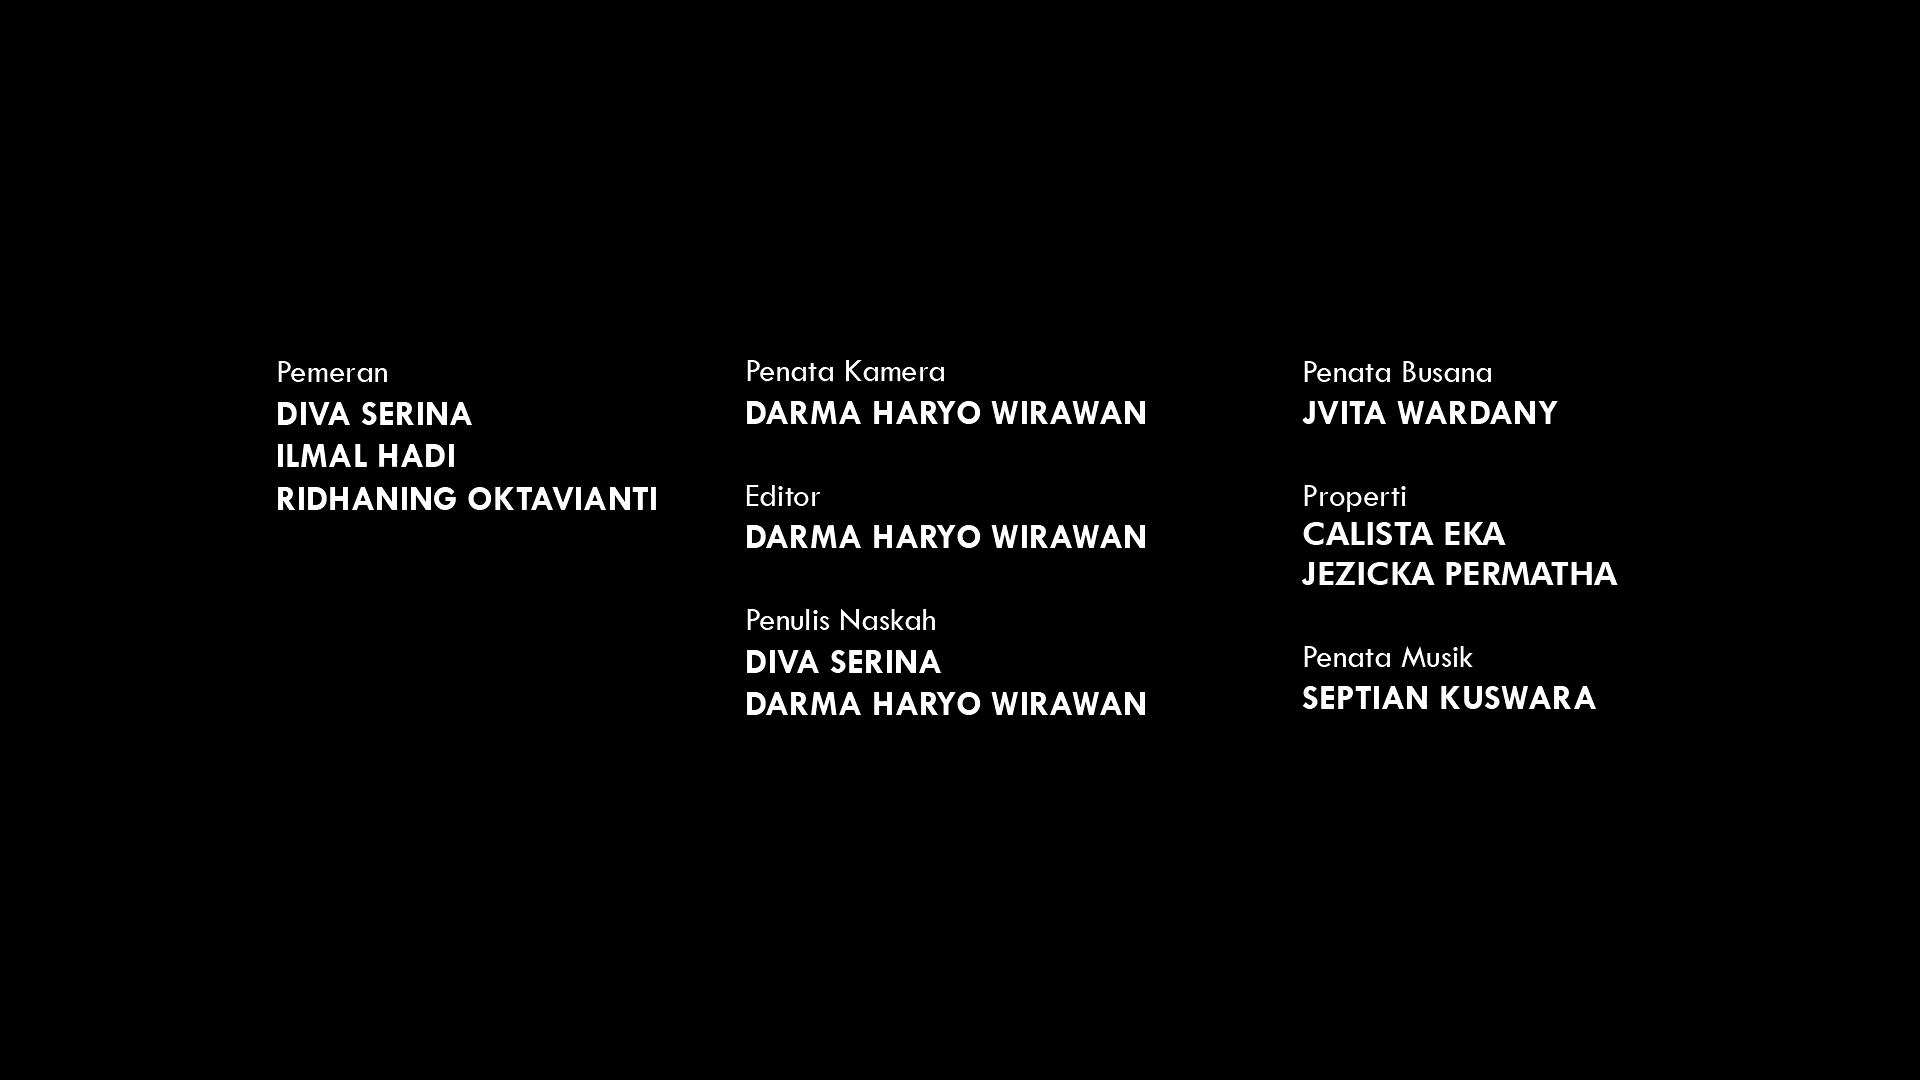 Pemeran
DIVA SERINA
ILMAL HADI
RIDHANING OKTAVIANTI
Penata Kamera
DARMA HARYO WIRAWAN
Editor
DARMA HARYO WIRAWAN
Penulis Naskah
DIVA SERINA
DARMA HARYO WIRAWAN
Penata Busana
JVITA WARDANY
Properti
CALISTA EKA
JEZICKA PERMATHA
Penata Musik
SEPTIAN KUSWARA